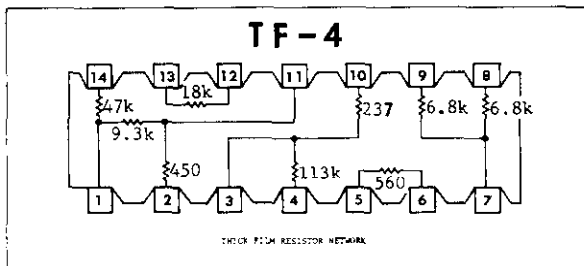 TF-4
14 13 12 11 10 9 8
18k
47k 237 6.8k 6.8k
9.3k
450 113k 560
1 2 3 4 5 6 7
THICK FILM RESISTOR NETWORK